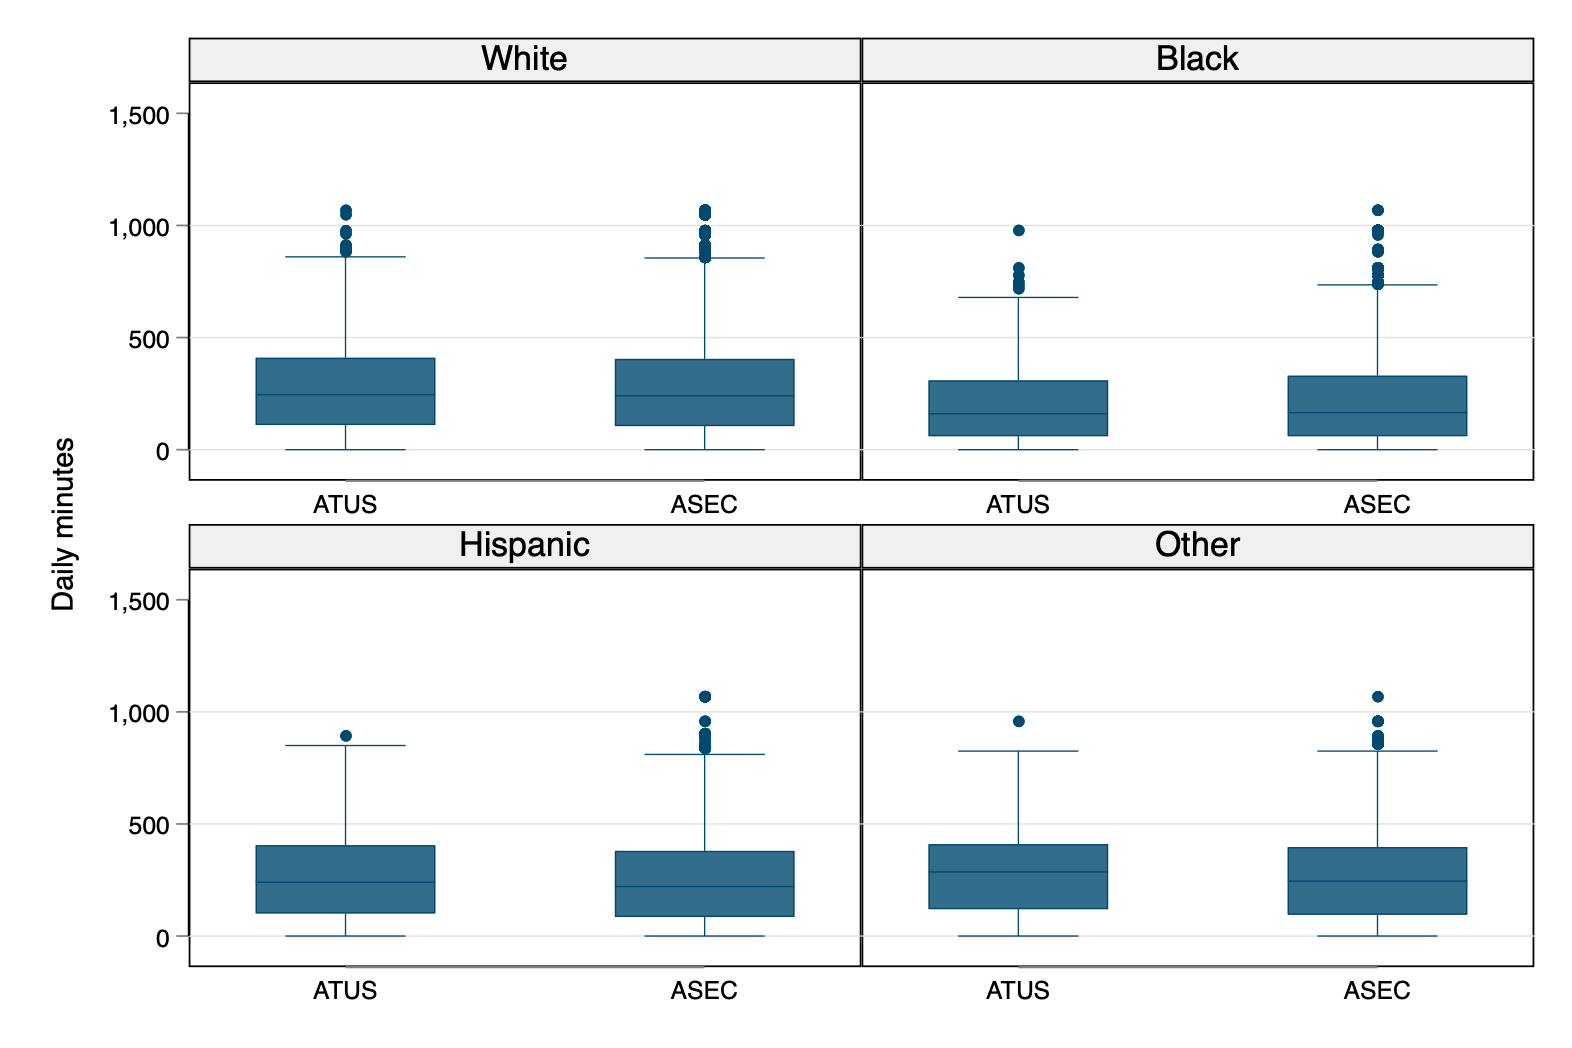 White
Black
1,500
1,000
500
0
ATUS
ASEC
ATUS
ASEC
Daily minutes
Hispanic
Other
1,500
1,000
500
0
ATUS
ASEC
ATUS
ASEC